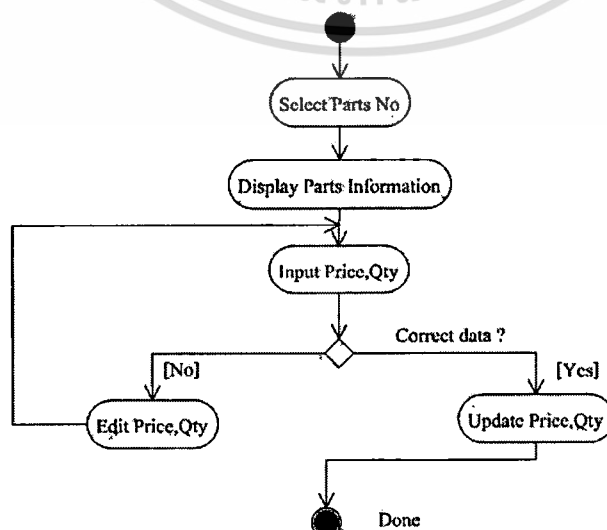 Select Parts No
Display Parts Information
Input Price,Qty
Correct data ?
[No]
[Yes]
Edit Price,Qty
Update Price,Qty
Done